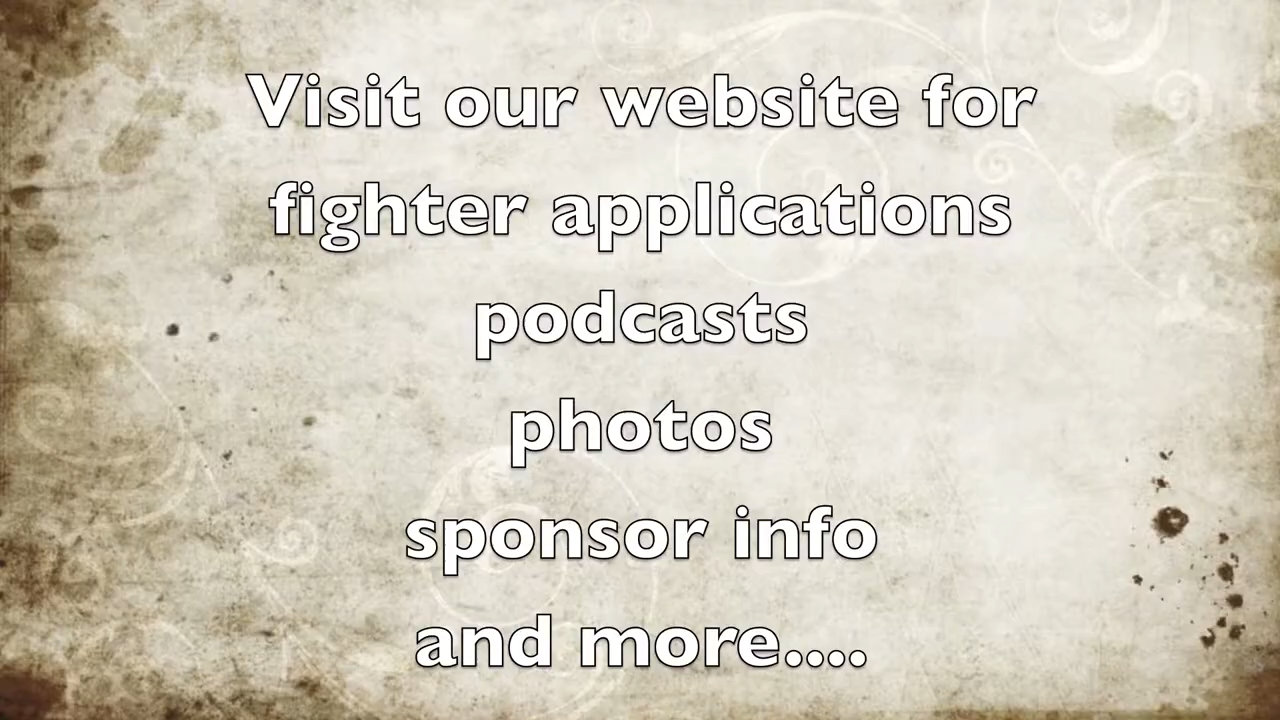 Visit our website for
fighter applications
podcasts
photos
sponsor info
and more....